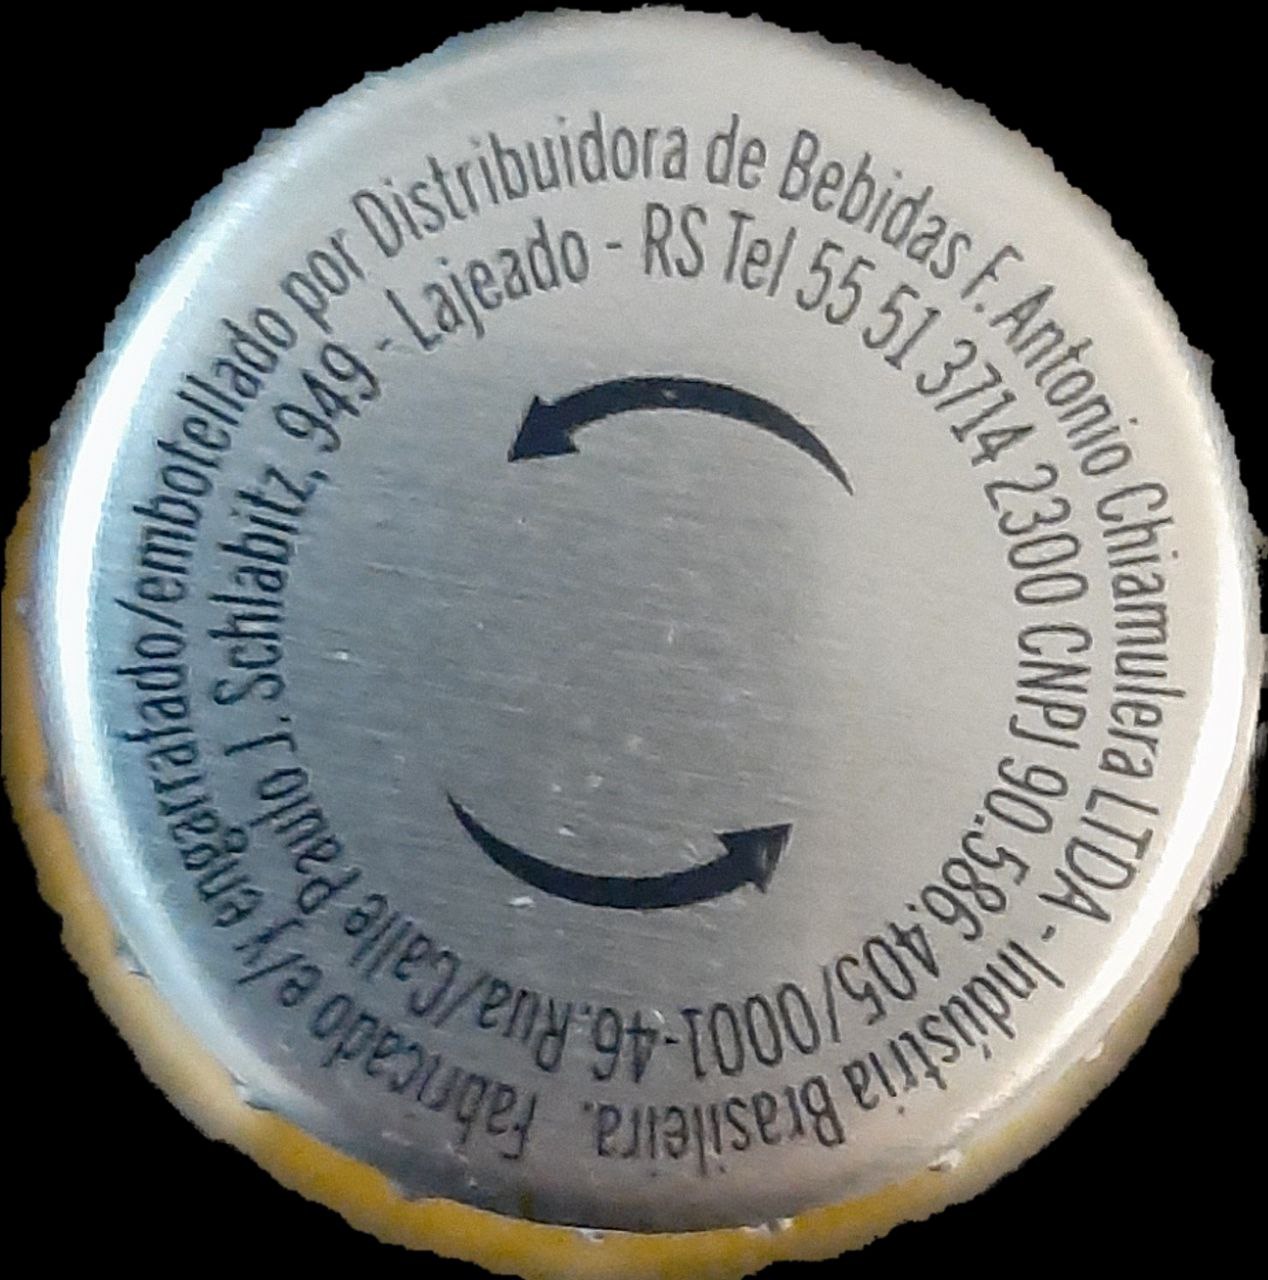 Fabricado e/y engarrafado/embotellado por Distribuidora de Bebidas F. Antonio Chiamulera LTDA - Indústria Brasileira.
Rua/Calle Paulo J. Schlabitz, 949 - Lajeado - RS Tel 55 51 3714 2300 CNPJ 90.586.405/0001-46.